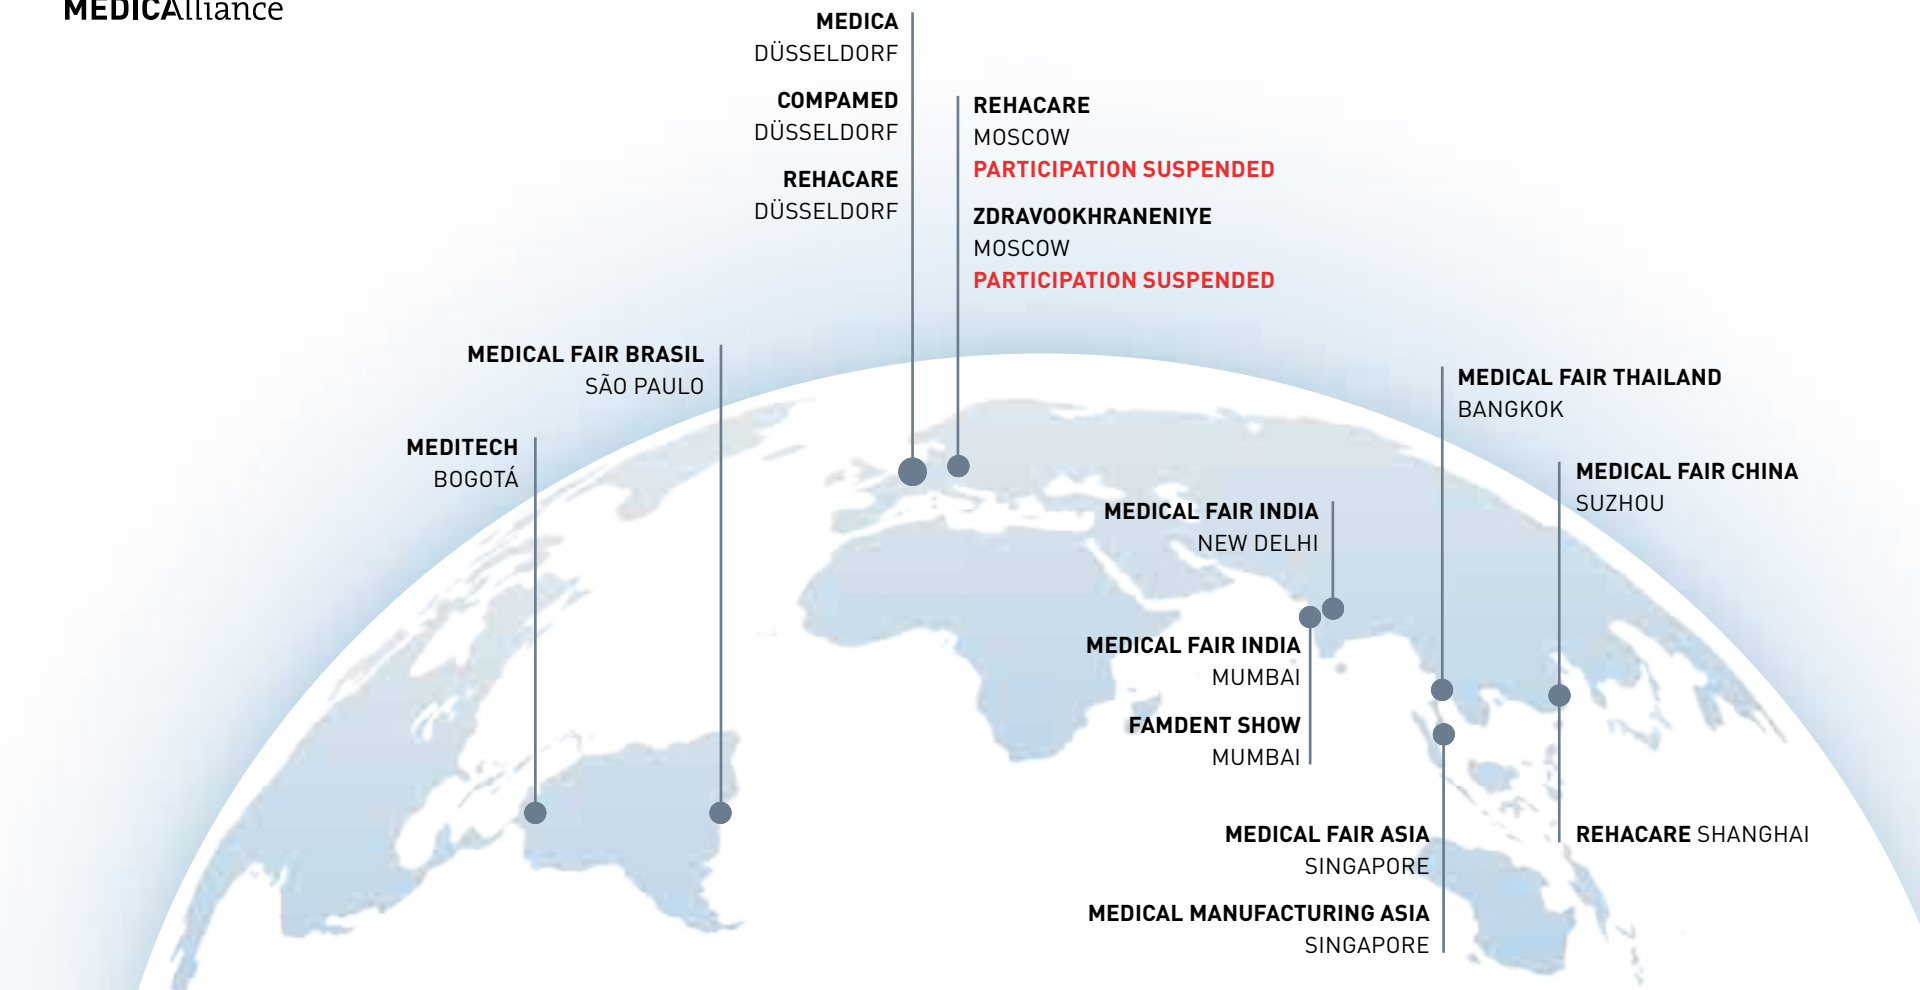 MEDICAlliance
MEDICA
DÜSSELDORF
COMPAMED
DÜSSELDORF
REHACARE
DÜSSELDORF
REHACARE
MOSCOW
PARTICIPATION SUSPENDED
ZDRAVOOKHRANENIYE
MOSCOW
PARTICIPATION SUSPENDED
MEDICAL FAIR BRASIL
SÃO PAULO
MEDITECH
BOGOTÁ
MEDICAL FAIR THAILAND
BANGKOK
MEDICAL FAIR CHINA
SUZHOU
MEDICAL FAIR INDIA
NEW DELHI
MEDICAL FAIR INDIA
MUMBAI
FAMDENT SHOW
MUMBAI
MEDICAL FAIR ASIA
SINGAPORE
REHACARE SHANGHAI
MEDICAL MANUFACTURING ASIA
SINGAPORE